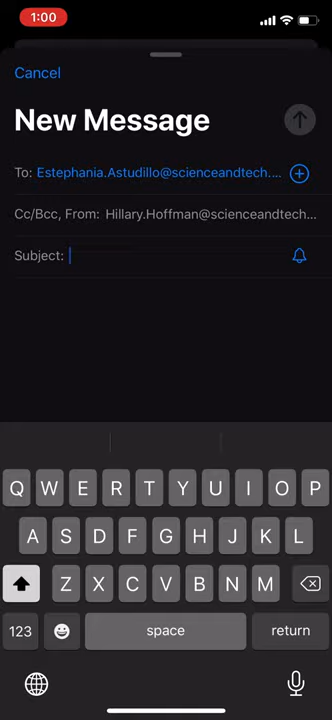 1:00
Cancel
New Message
To: Estephania.Astudillo@scienceandtech....
Cc/Bcc, From: Hillary.Hoffman@scienceandtech...
Subject:
Q W E R T Y U I O P
A S D F G H J K L
Z X C V B N M
123 space return